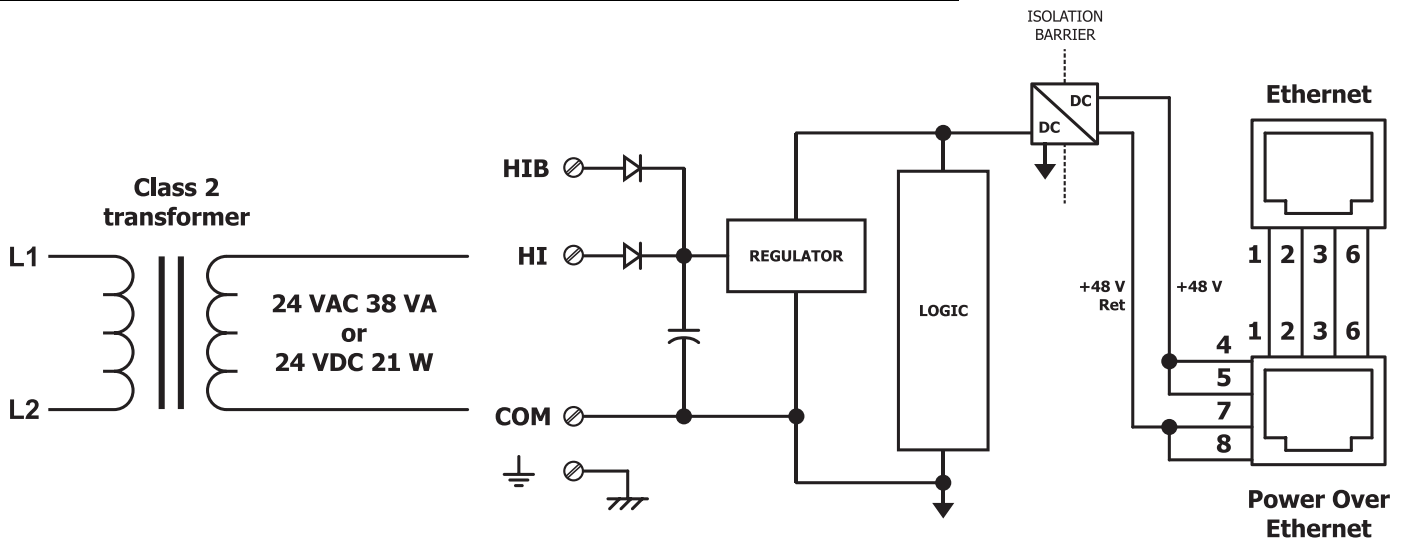 ISOLATION
BARRIER
DC
DC
Ethernet
HIB
Class 2
transformer
L1
HI
REGULATOR
24 VAC 38 VA
or
24 VDC 21 W
LOGIC
+48 V
Ret
+48 V
1 2 3 6
1 2 3 6
4
5
7
8
L2
COM
Power Over
Ethernet